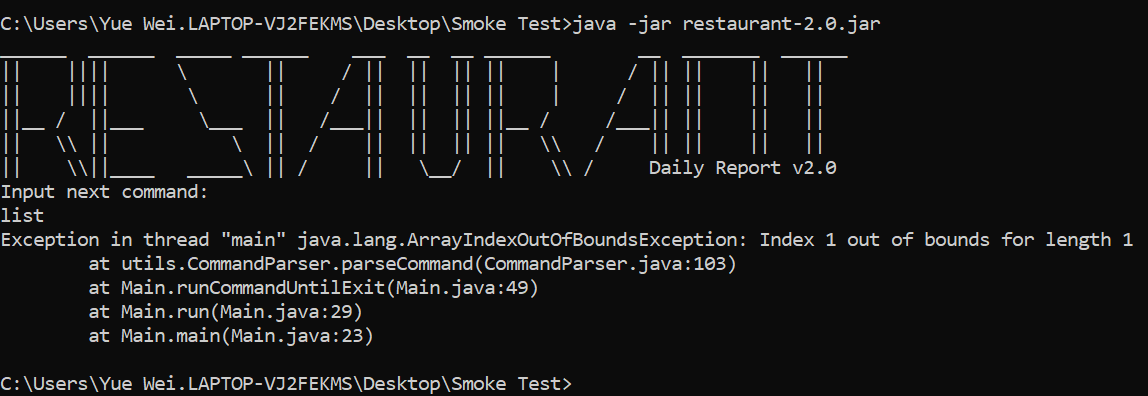 C:\Users\Yue Wei.LAPTOP-VJ2FEKMS\Desktop\Smoke Test>java -jar restaurant-2.0.jar
RESTAURANT
Daily Report v2.0
Input next command:
list
Exception in thread "main" java.lang.ArrayIndexOutOfBoundsException: Index 1 out of bounds for length 1
        at utils.CommandParser.parseCommand(CommandParser.java:103)
        at Main.runCommandUntilExit(Main.java:49)
        at Main.run(Main.java:29)
        at Main.main(Main.java:23)
C:\Users\Yue Wei.LAPTOP-VJ2FEKMS\Desktop\Smoke Test>